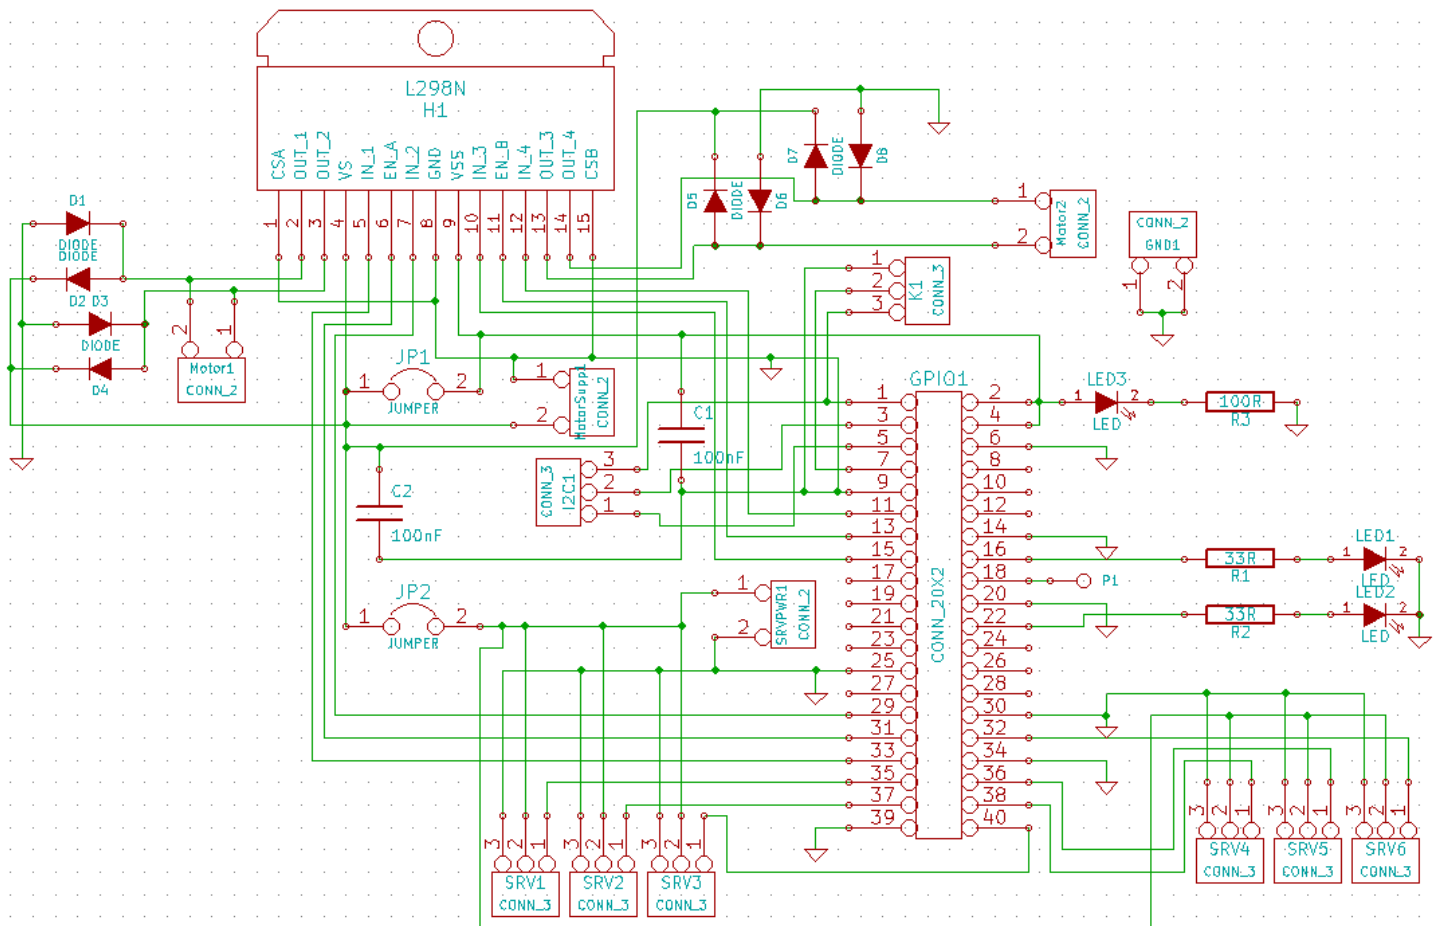 L298N
H1
CSA
OUT_1
OUT_2
VS
IN_1
EN_A
IN_2
GND
VSS
IN_3
EN_B
IN_4
OUT_3
OUT_4
CSB
1
2
3
4
5
6
7
8
9
10
11
12
13
14
15
D1
DIODE
DIODE
D2 D3
DIODE
D4
2
1
Motor1
CONN_2
D7
DIODE
D8
D5
DIODE
D6
1
2
Motor2
CONN_2
CONN_2
GND1
1
2
1
2
3
K1
CONN_3
JP1
1
2
JUMPER
1
2
MotorSupp1
CONN_2
C1
100nF
C2
100nF
CONN_3
I2C1
3
2
1
JP2
1
2
JUMPER
1
2
SRVPWR1
CONN_2
GPIO1
CONN_20X2
1 2
3 4
5 6
7 8
9 10
11 12
13 14
15 16
17 18
19 20
21 22
23 24
25 26
27 28
29 30
31 32
33 34
35 36
37 38
39 40
LED3
1 2
LED
100R
R3
LED1
33R
1 2
R1
LED
P1
LED2
33R
1 2
R2
LED
3 2 1
SRV1
CONN_3
3 2 1
SRV2
CONN_3
3 2 1
SRV3
CONN_3
3 2 1
SRV4
CONN_3
3 2 1
SRV5
CONN_3
3 2 1
SRV6
CONN_3